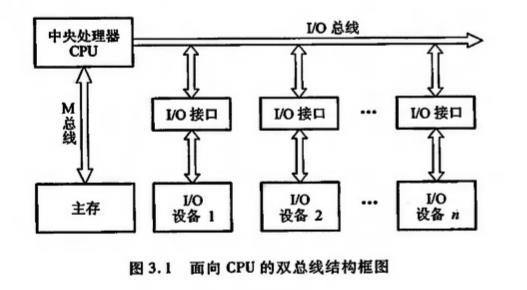 中央处理器
CPU
I/O 总线
M
总
线
I/O 接口
I/O 接口
···
I/O 接口
主存
I/O
设备 1
I/O
设备 2
···
I/O
设备 n
图 3.1 面向 CPU 的双总线结构框图